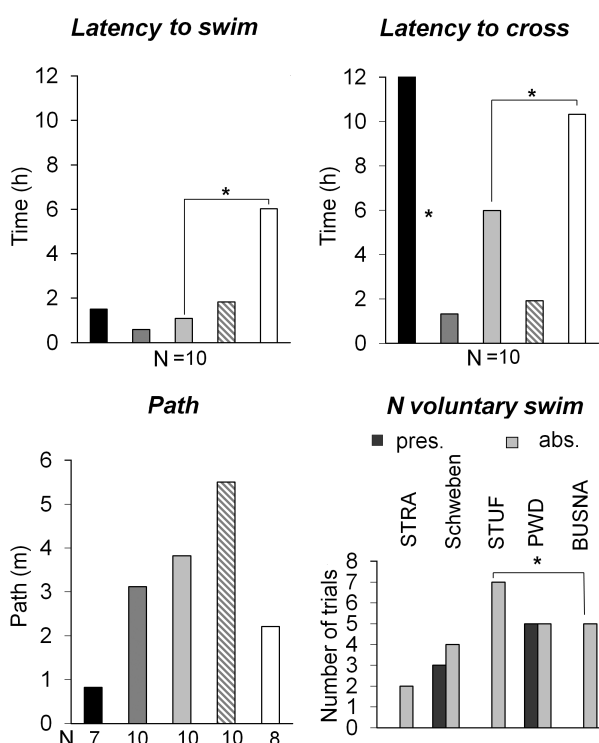 Latency to swim
12
10
8
6
4
2
0
Time (h)
*
N =10
Latency to cross
12
10
8
6
4
2
0
Time (h)
*
*
N =10
Path
6
5
4
3
2
1
0
Path (m)
N 7 10 10 10 8
N voluntary swim
pres. abs.
STRA
Schweben
STUF
PWD
BUSNA
8
7
6
5
4
3
2
1
0
Number of trials
*